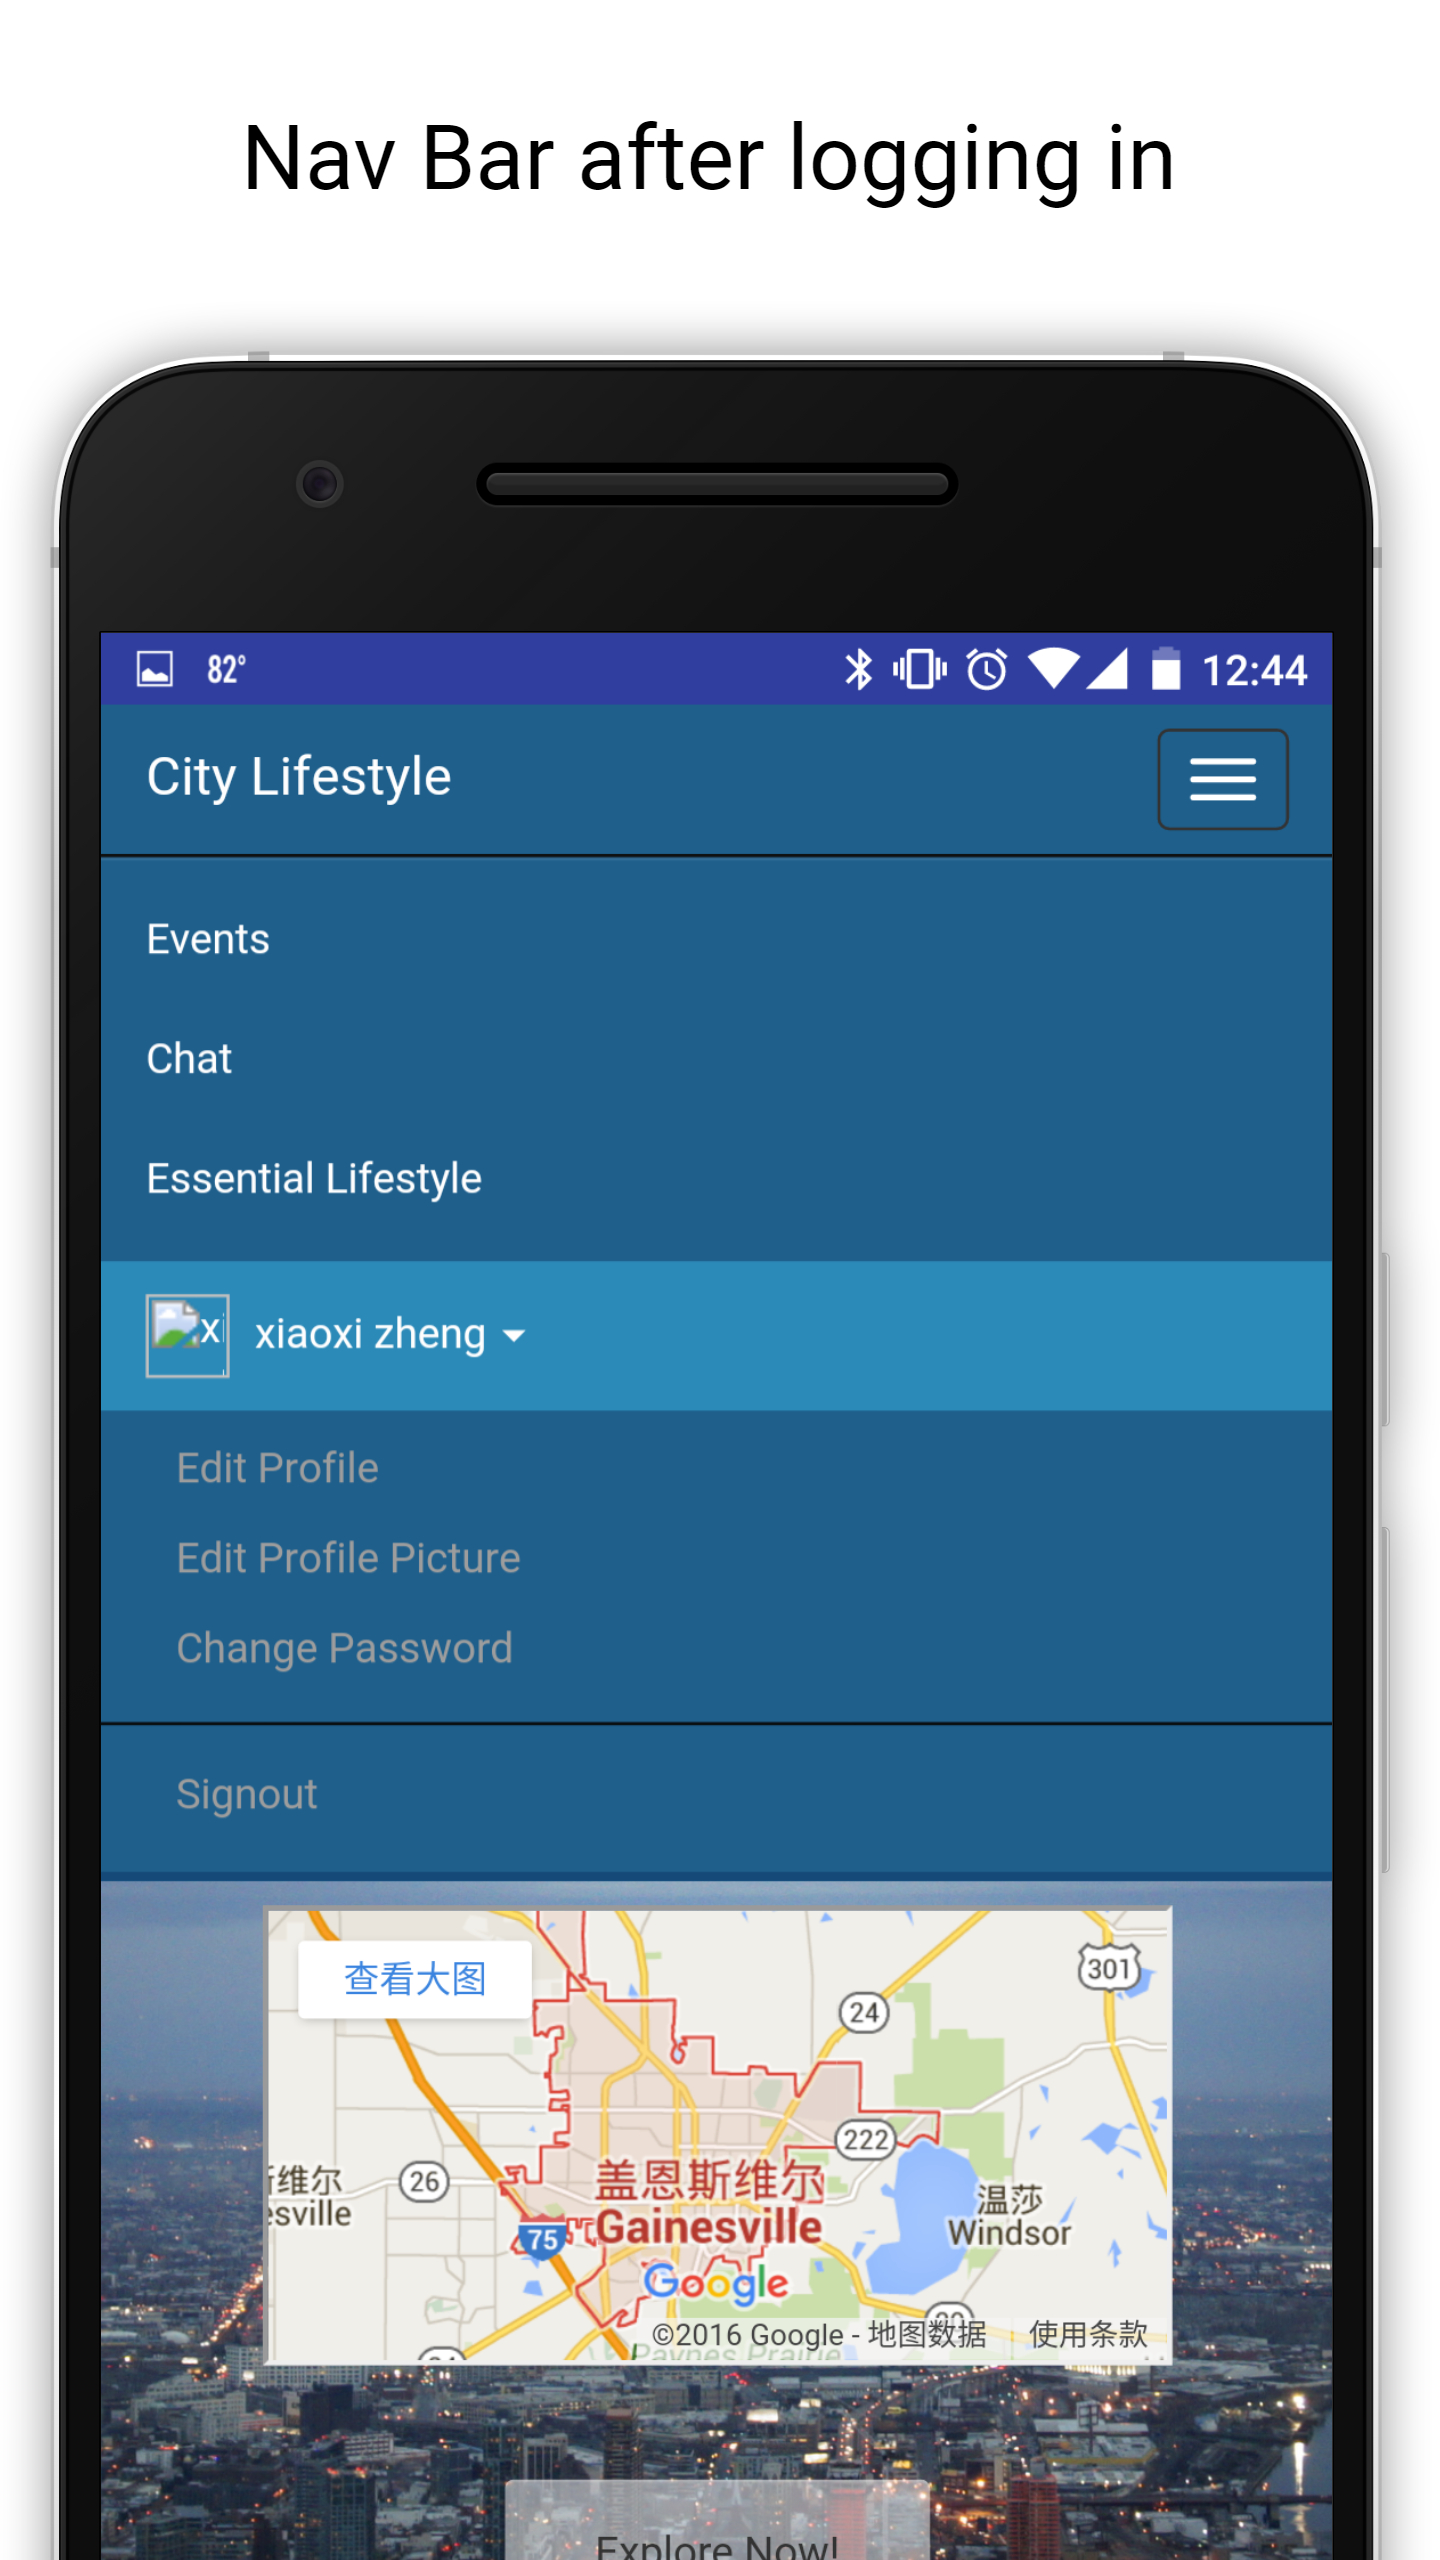 Nav Bar after logging in
82° 12:44
City Lifestyle
Events
Chat
Essential Lifestyle
xi xiaoxi zheng
Edit Profile
Edit Profile Picture
Change Password
Signout
查看大图
301
24
222
26
维尔
esville
盖恩斯维尔
Gainesville
温莎
Windsor
75
Google
©2016 Google - 地图数据 使用条款
Paynes Prairie
Explore Now!